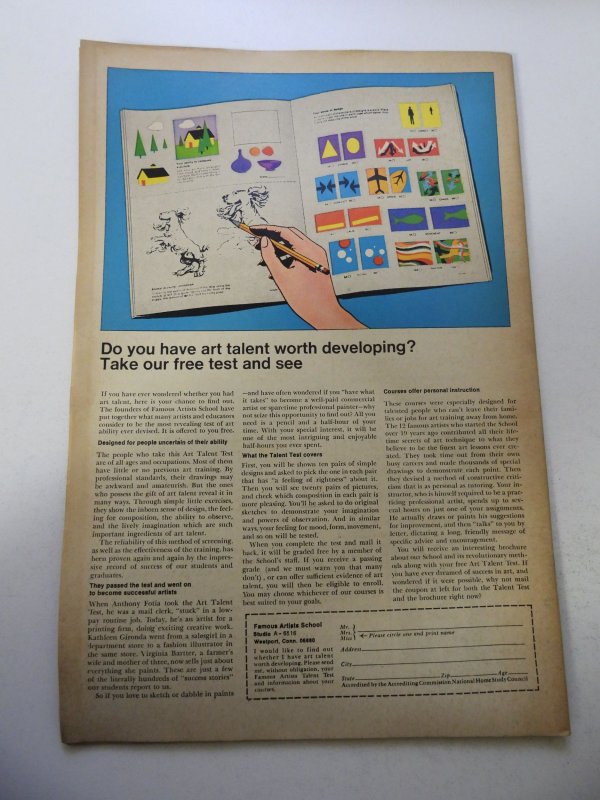 Do you have art talent worth developing?
Take our free test and see
If you have ever wondered whether you had
art talent, here is your chance to find out.
The founders of Famous Artists School have
put together what many artists and educators
consider to be the most revealing test of art
ability ever devised. It is offered to you free.
Designed for people uncertain of their ability
The people who take this Art Talent Test
are of all ages and occupations. Most of them
have little or no previous art training. By
professional standards, their drawings may
be awkward and amateurish. But the ones
who possess the gift of art talent reveal it in
many ways. Through simple little exercises,
they show the inborn sense of design, the feel-
ing for composition, the ability to observe,
and the lively imagination which are such
important ingredients of art talent.
The reliability of this method of screening,
as well as the effectiveness of the training, has
been proven again and again by the impres-
sive record of success of our students and
graduates.
They passed the test and went on
to become successful artists
When Anthony Fotia took the Art Talent
Test, he was a mail clerk, "stuck" in a low-
pay routine job. Today, he's an artist for a
printing firm, doing exciting creative work.
Kathleen Gironda went from a salesgirl in a
department store to a fashion illustrator in
the same store. Virginia Bartter, a farmer's
wife and mother of three, now sells just about
everything she paints. These are just a few
of the literally hundreds of "success stories"
our students report to us.
So if you love to sketch or dabble in paints
—and have often wondered if you "have what
it takes" to become a well-paid commercial
artist or sparetime professional painter—why
not seize this opportunity to find out? All you
need is a pencil and a half-hour of your
time. With your special interest, it will be
one of the most intriguing and enjoyable
half-hours you ever spent.
What the Talent Test covers
First, you will be shown ten pairs of simple
designs and asked to pick the one in each pair
that has "a feeling of rightness" about it.
Then you will see twenty pairs of pictures,
and check which composition in each pair is
more pleasing. You'll be asked to do original
sketches to demonstrate your imagination
and powers of observation. And in similar
ways, your feeling for mood, form, movement,
and so on will be tested.
When you complete the test and mail it
back, it will be graded free by a member of
the School's staff. If you receive a passing
grade (and we must warn you that many
don't), or can offer sufficient evidence of art
talent, you will then be eligible to enroll.
You may choose whichever of our courses is
best suited to your goals.
Courses offer personal instruction
These courses were especially designed for
talented people who can't leave their fami-
lies or jobs for art training away from home.
The 12 famous artists who started the School
over 19 years ago contributed all their life-
time secrets of art technique to what they
believe to be the finest art lessons ever cre-
ated. They took time out from their own
busy careers and made thousands of special
drawings to demonstrate each point. Then
they devised a method of constructive criti-
cism that is as personal as tutoring. Your in-
structor, who is himself required to be a prac-
ticing professional artist, spends up to sev-
eral hours on just one of your assignments.
He actually draws or paints his suggestions
for improvement, and then "talks" to you by
letter, dictating a long, friendly message of
specific advice and encouragement.
You will receive an interesting brochure
about our School and its revolutionary meth-
ods along with your free Art Talent Test. If
you have ever dreamed of success in art, and
wondered if it were possible, why not mail
the coupon at left for both the Talent Test
and the brochure right now!
Famous Artists School
Studio A-6516
Westport, Conn. 06880
I would like to find out
whether I have art talent
worth developing. Please send
me, without obligation, your
Famous Artists Talent Test
and information about your
courses.
Mr.
Mrs.
Miss
← Please circle one and print name
Address
City
State Zip Age
Accredited by the Accrediting Commission National Home Study Council